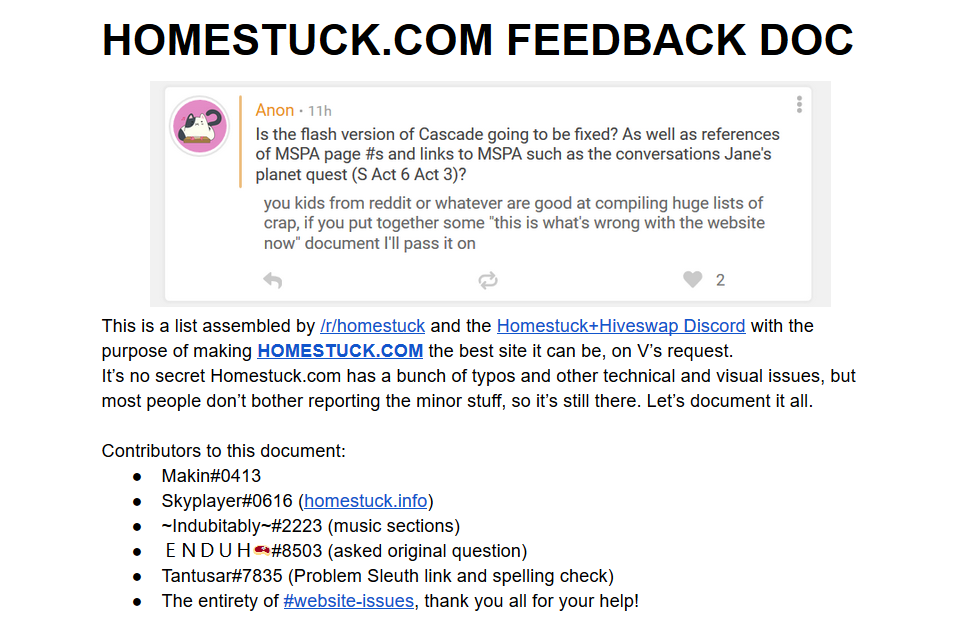 HOMESTUCK.COM FEEDBACK DOC
Anon · 11h
Is the flash version of Cascade going to be fixed? As well as references
of MSPA page #s and links to MSPA such as the conversations Jane's
planet quest (S Act 6 Act 3)?
you kids from reddit or whatever are good at compiling huge lists of
crap, if you put together some "this is what's wrong with the website
now" document I'll pass it on
2
This is a list assembled by /r/homestuck and the Homestuck+Hiveswap Discord with the
purpose of making HOMESTUCK.COM the best site it can be, on V’s request.
It’s no secret Homestuck.com has a bunch of typos and other technical and visual issues, but
most people don’t bother reporting the minor stuff, so it’s still there. Let’s document it all.
Contributors to this document:
● Makin#0413
● Skyplayer#0616 (homestuck.info)
● ~Indubitably~#2223 (music sections)
● E N D U H#8503 (asked original question)
● Tantusar#7835 (Problem Sleuth link and spelling check)
● The entirety of #website-issues, thank you all for your help!